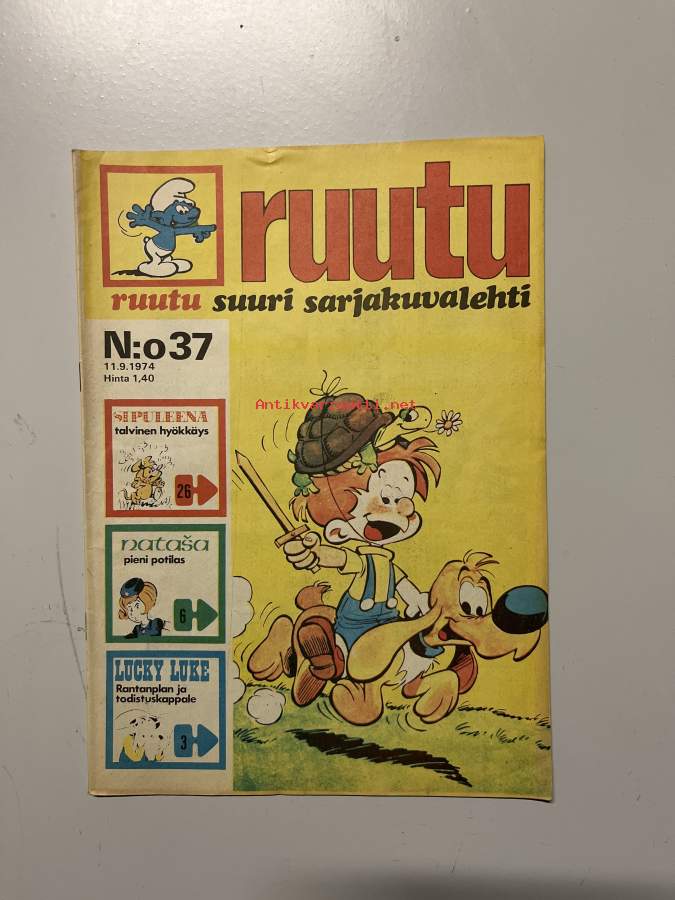 ruutu
ruutu suuri sarjakuvalehti
N:o 37
11.9.1974
Hinta 1,40
SIPULEENA
talvinen hyökkäys
26
nataša
pieni potilas
6
LUCKY LUKE
Rantanplan ja
todistuskappale
3
Antikvariaatti.net